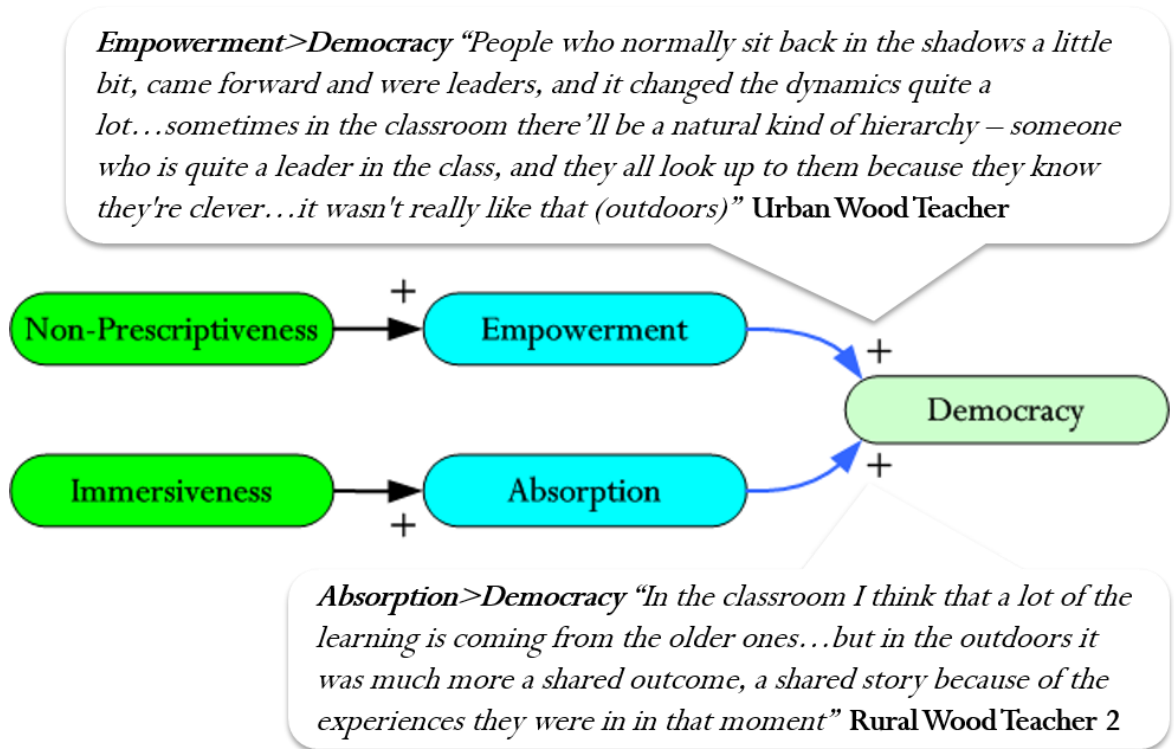 Empowerment>Democracy “People who normally sit back in the shadows a little
bit, came forward and were leaders, and it changed the dynamics quite a
lot…sometimes in the classroom there’ll be a natural kind of hierarchy – someone
who is quite a leader in the class, and they all look up to them because they know
they're clever…it wasn't really like that (outdoors)” Urban Wood Teacher
+
Non-Prescriptiveness
Empowerment
+
Democracy
+
Immersiveness
Absorption
+
Absorption>Democracy “In the classroom I think that a lot of the
learning is coming from the older ones…but in the outdoors it
was much more a shared outcome, a shared story because of the
experiences they were in in that moment” Rural Wood Teacher 2